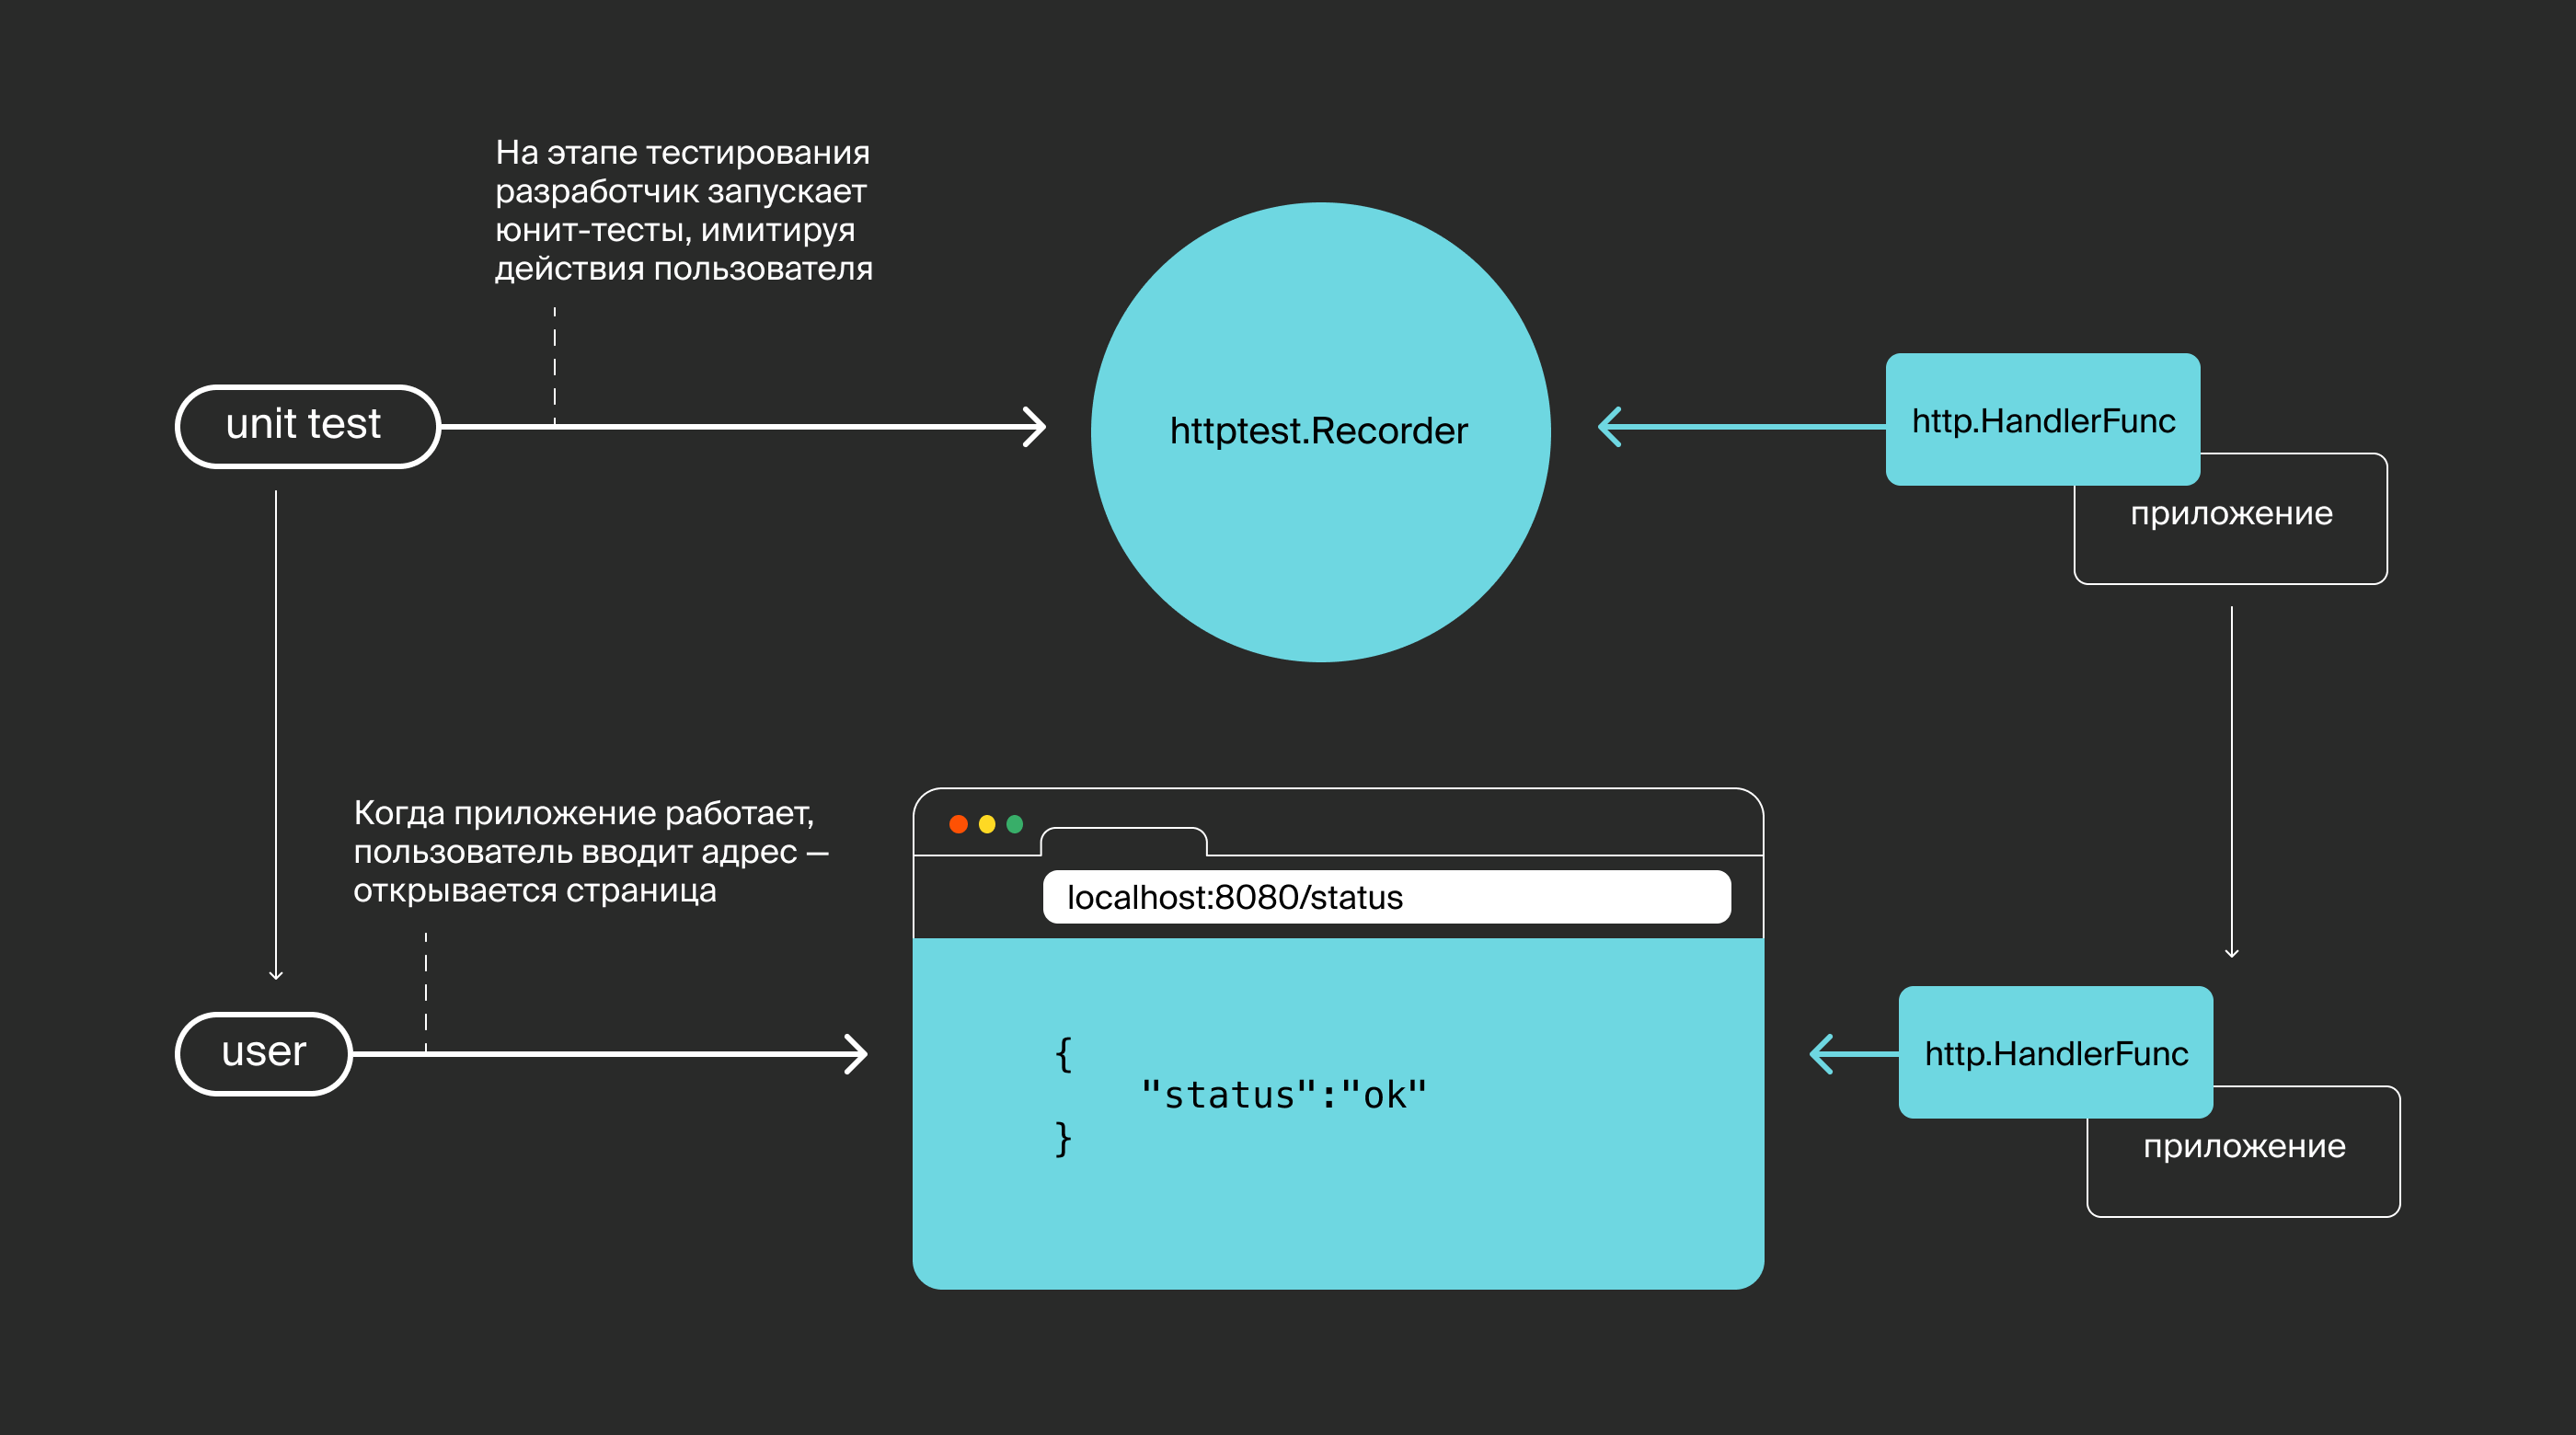 На этапе тестирования
разработчик запускает
юнит-тесты, имитируя
действия пользователя
unit test
httptest.Recorder
http.HandlerFunc
приложение
Когда приложение работает,
пользователь вводит адрес —
открывается страница
user
localhost:8080/status
{
"status":"ok"
}
http.HandlerFunc
приложение